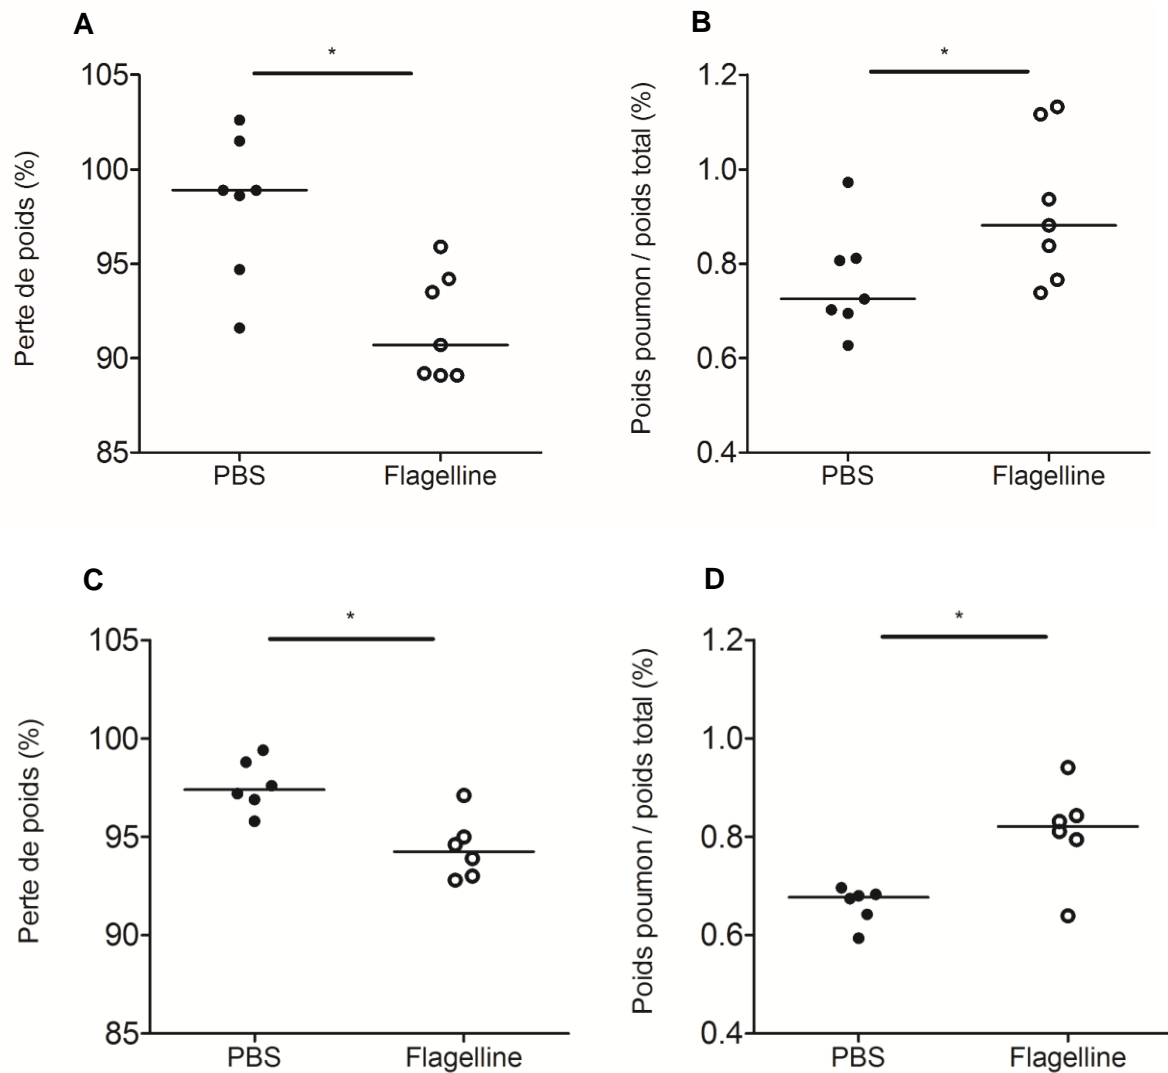 A
*
105
100
95
90
85
Perte de poids (%)
PBS
Flagelline
B
*
1.2
1.0
0.8
0.6
0.4
Poids poumon / poids total (%)
PBS
Flagelline
C
*
105
100
95
90
85
Perte de poids (%)
PBS
Flagelline
D
*
1.2
1.0
0.8
0.6
0.4
Poids poumon / poids total (%)
PBS
Flagelline